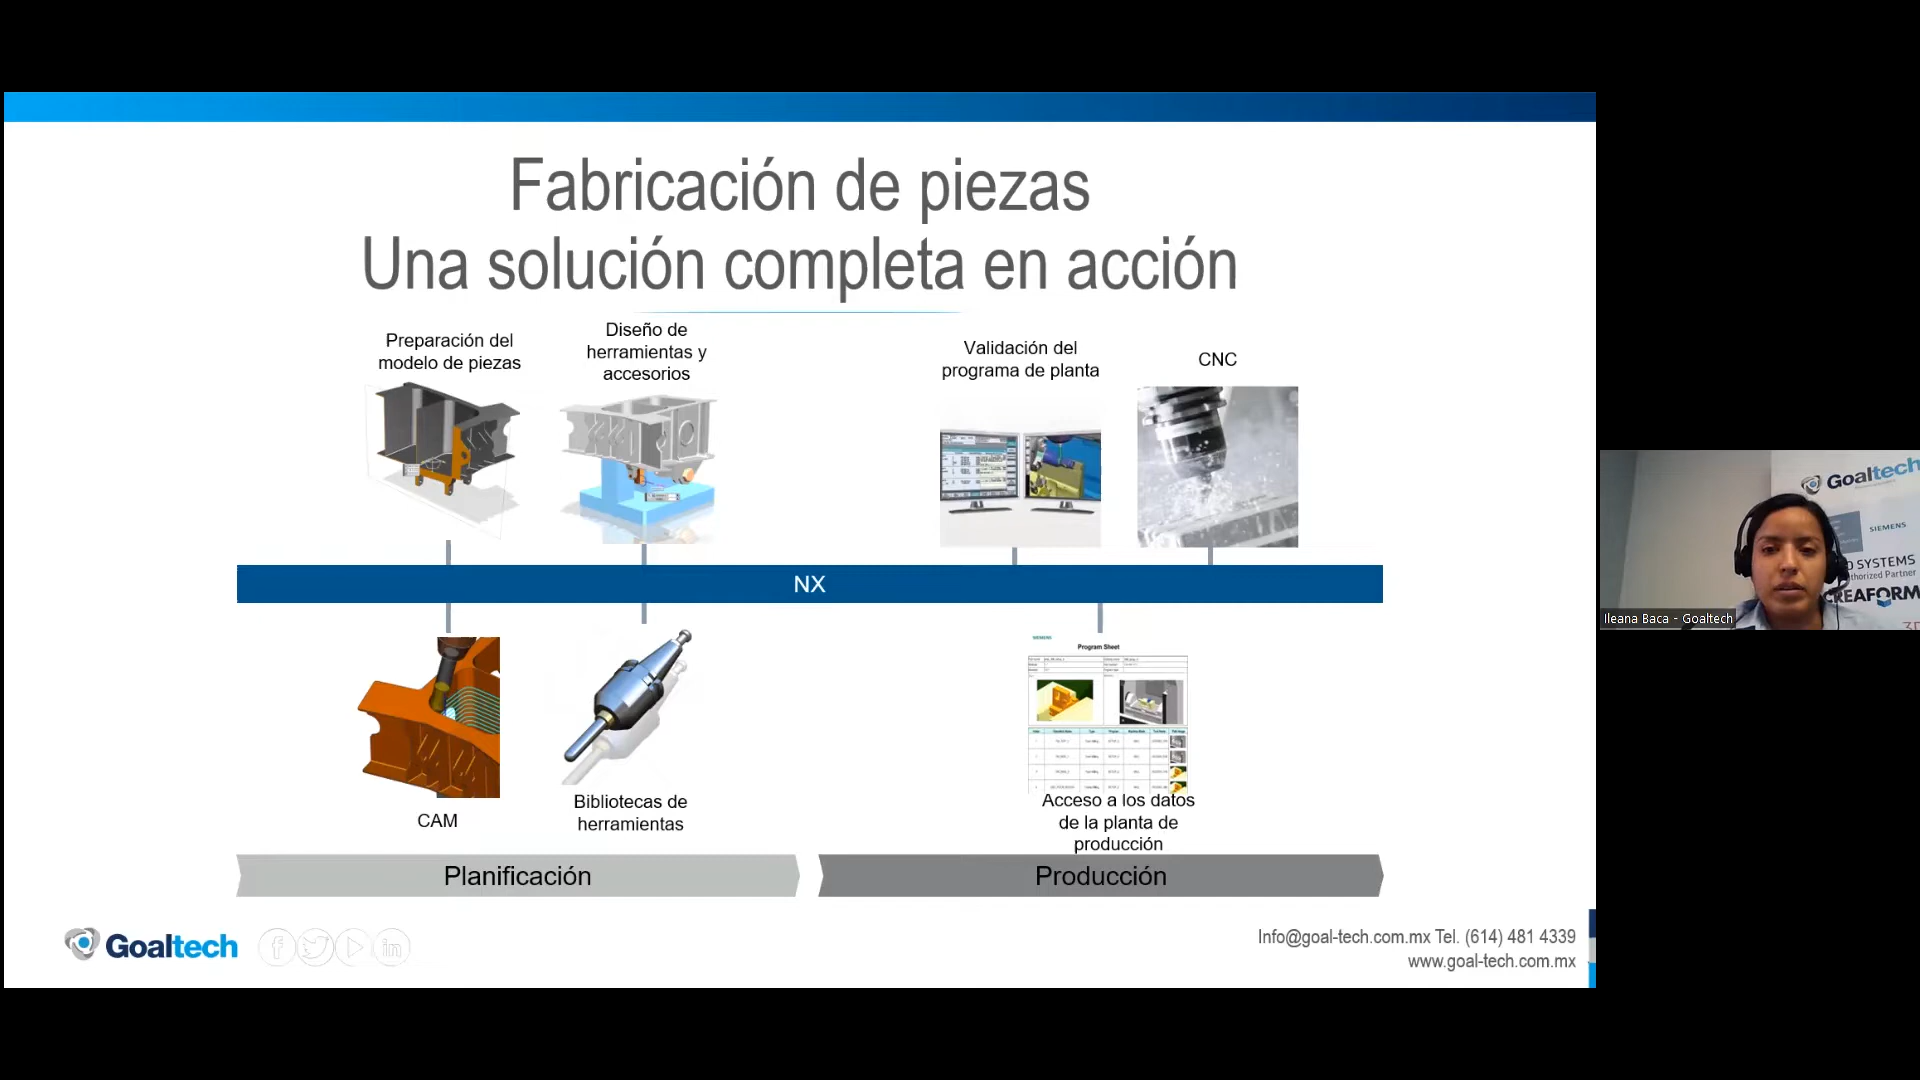 Fabricación de piezas
Una solución completa en acción
Preparación del
modelo de piezas
Diseño de
herramientas y
accesorios
Validación del
programa de planta
CNC
NX
CAM
Bibliotecas de
herramientas
SIEMENS
Program Sheet
Acceso a los datos
de la planta de
producción
Planificación
Producción
Goaltech
Info@goal-tech.com.mx Tel. (614) 481 4339
www.goal-tech.com.mx
Goaltech
SIEMENS
SYSTEMS
Partner
CREAFORM
3D
Ileana Baca - Goaltech